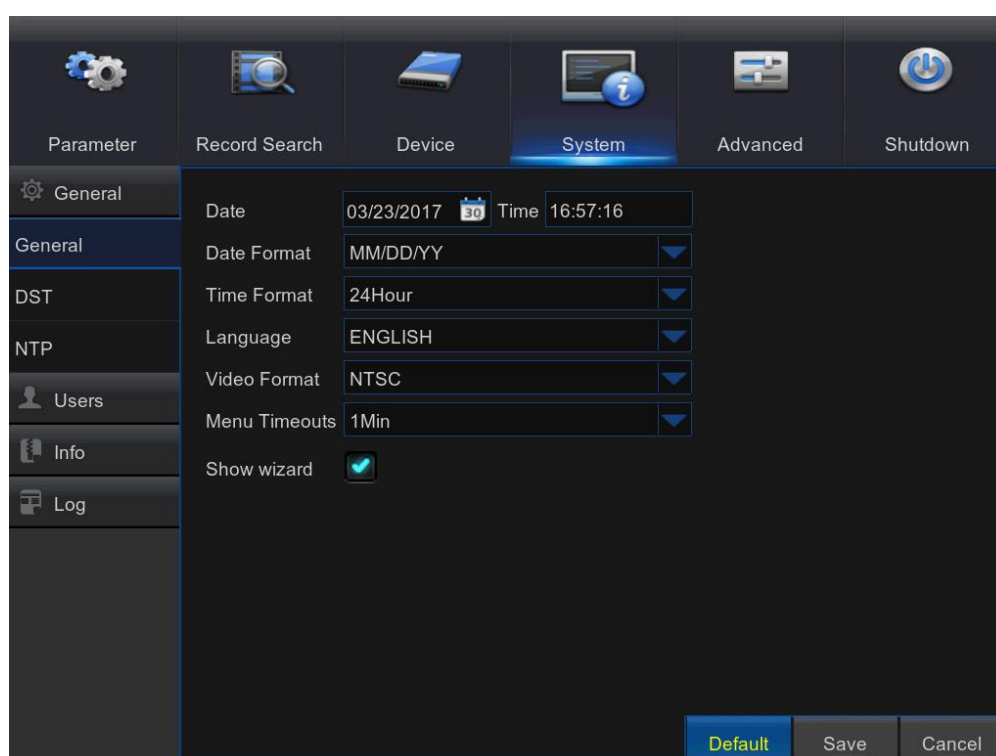 Parameter Record Search Device System Advanced Shutdown
General
General
DST
NTP
Users
Info
Log
Date 03/23/2017 30 Time 16:57:16
Date Format MM/DD/YY
Time Format 24Hour
Language ENGLISH
Video Format NTSC
Menu Timeouts 1Min
Show wizard
Default Save Cancel